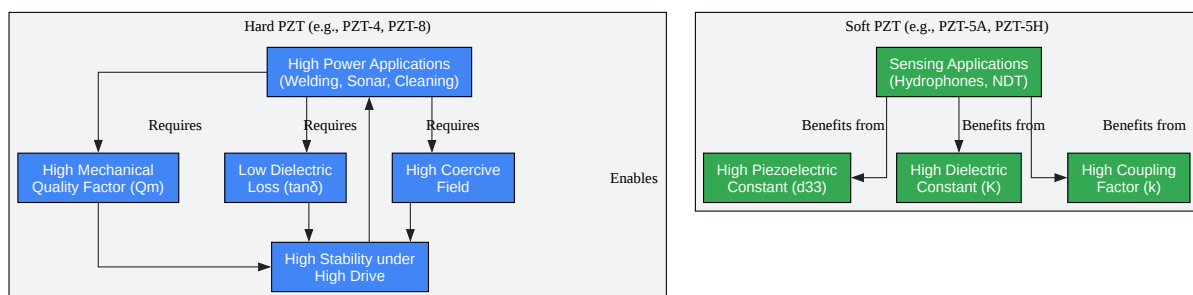 Hard PZT (e.g., PZT-4, PZT-8)
High Power Applications
(Welding, Sonar, Cleaning)
Requires
Requires
Requires
High Mechanical
Quality Factor (Qm)
Low Dielectric
Loss (tanδ)
High Coercive
Field
Enables
High Stability under
High Drive
Soft PZT (e.g., PZT-5A, PZT-5H)
Sensing Applications
(Hydrophones, NDT)
Benefits from
Benefits from
Benefits from
High Piezoelectric
Constant (d33)
High Dielectric
Constant (K)
High Coupling
Factor (k)